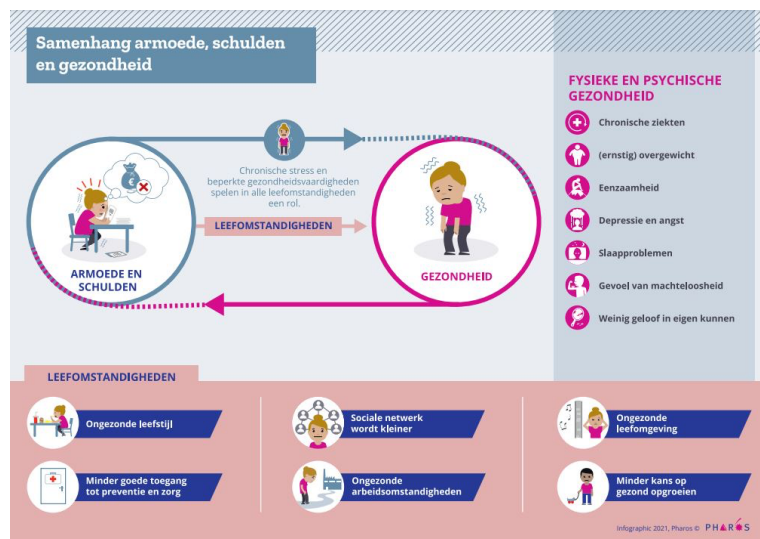 Samenhang armoede, schulden
en gezondheid
Chronische stress en
beperkte gezondheidsvaardigheden
spelen in alle leefomstandigheden
een rol.
LEEFOMSTANDIGHEDEN
€
ARMOEDE EN
SCHULDEN
GEZONDHEID
FYSIEKE EN PSYCHISCHE
GEZONDHEID
Chronische ziekten
(ernstig) overgewicht
Eenzaamheid
Depressie en angst
Slaapproblemen
Gevoel van machteloosheid
Weinig geloof in eigen kunnen
LEEFOMSTANDIGHEDEN
Ongezonde leefstijl
Minder goede toegang
tot preventie en zorg
Sociale netwerk
wordt kleiner
Ongezonde
arbeidsomstandigheden
Ongezonde
leefomgeving
Minder kans op
gezond opgroeien
Infographic 2021, Pharos © PHAROS